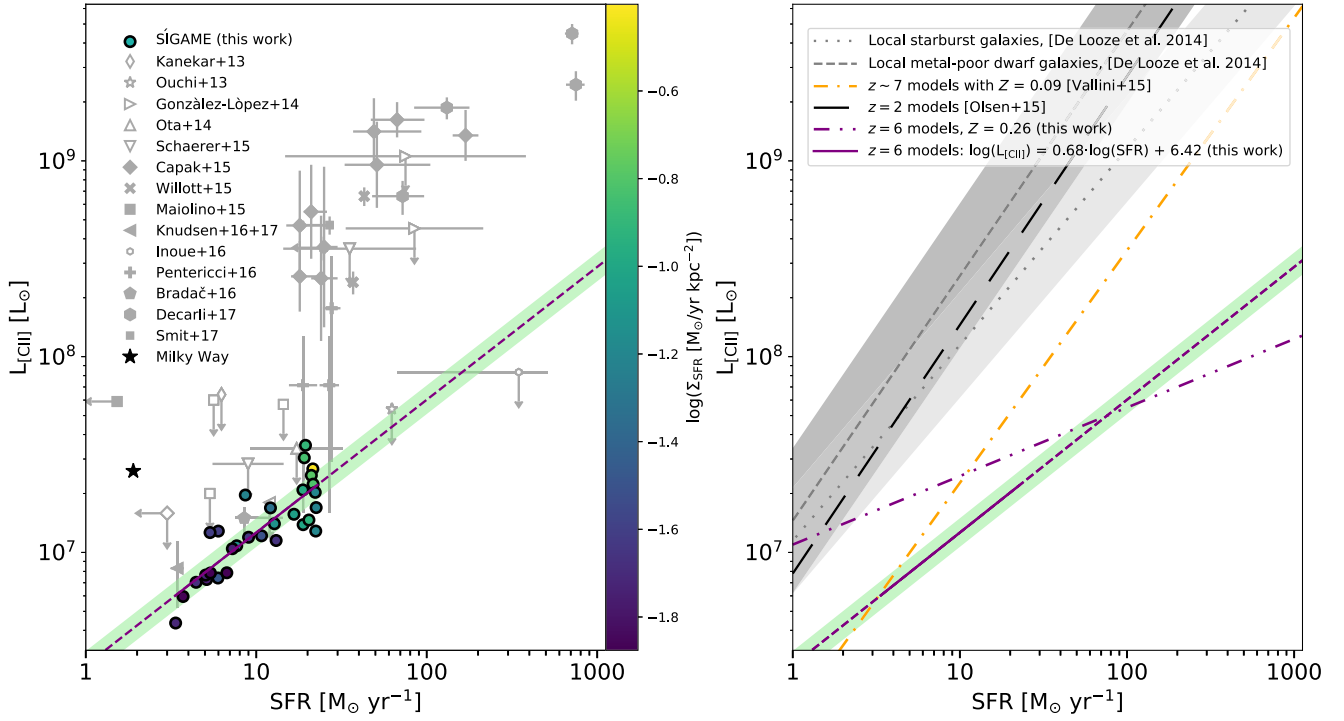 SÍGAME (this work)
Kanekar+13
Ouchi+13
Gonzàlez-Lòpez+14
Ota+14
Schaerer+15
Capak+15
Willott+15
Maiolino+15
Knudsen+16+17
Inoue+16
Pentericci+16
Bradač+16
Decarli+17
Smit+17
Milky Way
10⁹
10⁸
10⁷
L[CII] [L⊙]
1
10
100
1000
SFR [M⊙ yr⁻¹]
−0.6
−0.8
−1.0
−1.2
−1.4
−1.6
−1.8
log(ΣSFR [M⊙/yr kpc⁻²])
Local starburst galaxies, [De Looze et al. 2014]
Local metal-poor dwarf galaxies, [De Looze et al. 2014]
z ~ 7 models with Z = 0.09 [Vallini+15]
z = 2 models [Olsen+15]
z = 6 models, Z = 0.26 (this work)
z = 6 models: log(L[CII]) = 0.68·log(SFR) + 6.42 (this work)
10⁹
10⁸
10⁷
L[CII] [L⊙]
1
10
100
1000
SFR [M⊙ yr⁻¹]